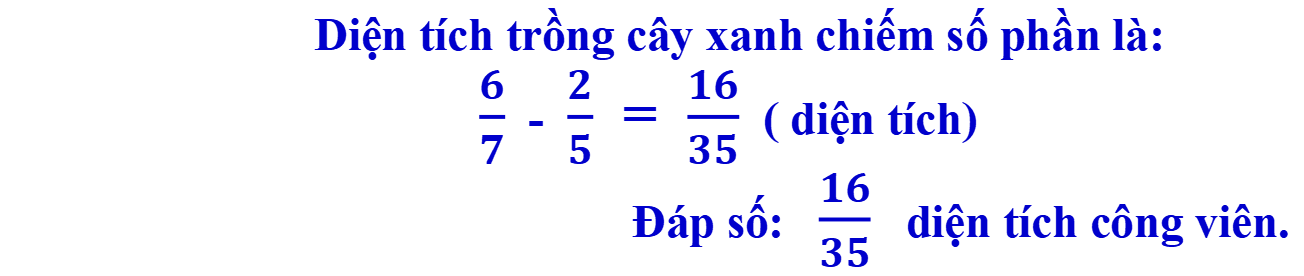 Diện tích trồng cây xanh chiếm số phần là:
6/7 - 2/5 = 16/35 ( diện tích)
Đáp số: 16/35 diện tích công viên.